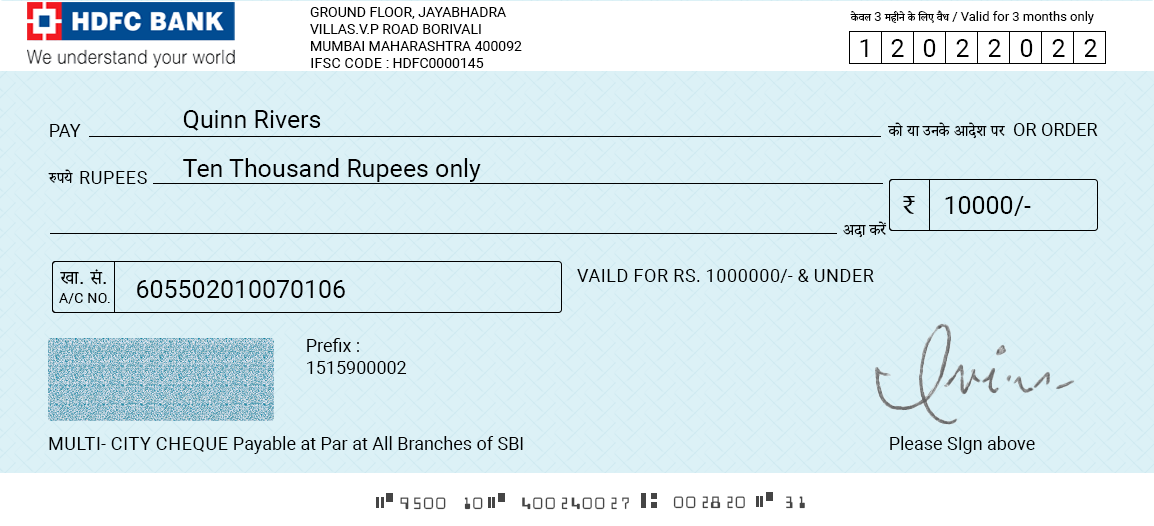 HDFC BANK
We understand your world
GROUND FLOOR, JAYABHADRA
VILLAS.V.P ROAD BORIVALI
MUMBAI MAHARASHTRA 400092
IFSC CODE : HDFC0000145
केवल 3 महीने के लिए वैध / Valid for 3 months only
1 2 0 2 2 0 2 2
PAY Quinn Rivers को या उनके आदेश पर OR ORDER
रुपये RUPEES Ten Thousand Rupees only
अदा करें ₹ 10000/-
खा. सं.
A/C NO. 605502010070106
VAILD FOR RS. 1000000/- & UNDER
Prefix :
1515900002
MULTI- CITY CHEQUE Payable at Par at All Branches of SBI
Please SIgn above
⑈9500 10⑈ 400240027 ⑆ 002820 ⑈ 31